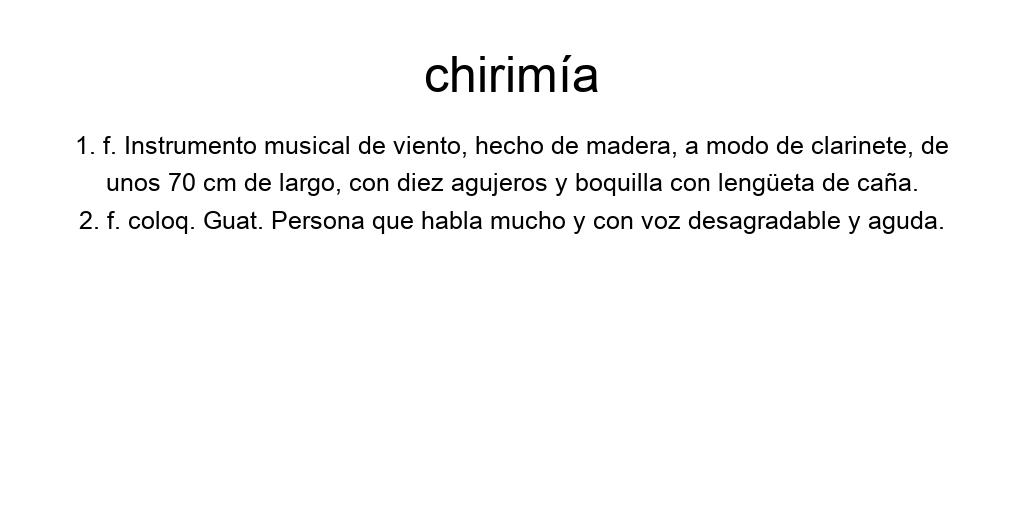 chirimía
1. f. Instrumento musical de viento, hecho de madera, a modo de clarinete, de
unos 70 cm de largo, con diez agujeros y boquilla con lengüeta de caña.
2. f. coloq. Guat. Persona que habla mucho y con voz desagradable y aguda.